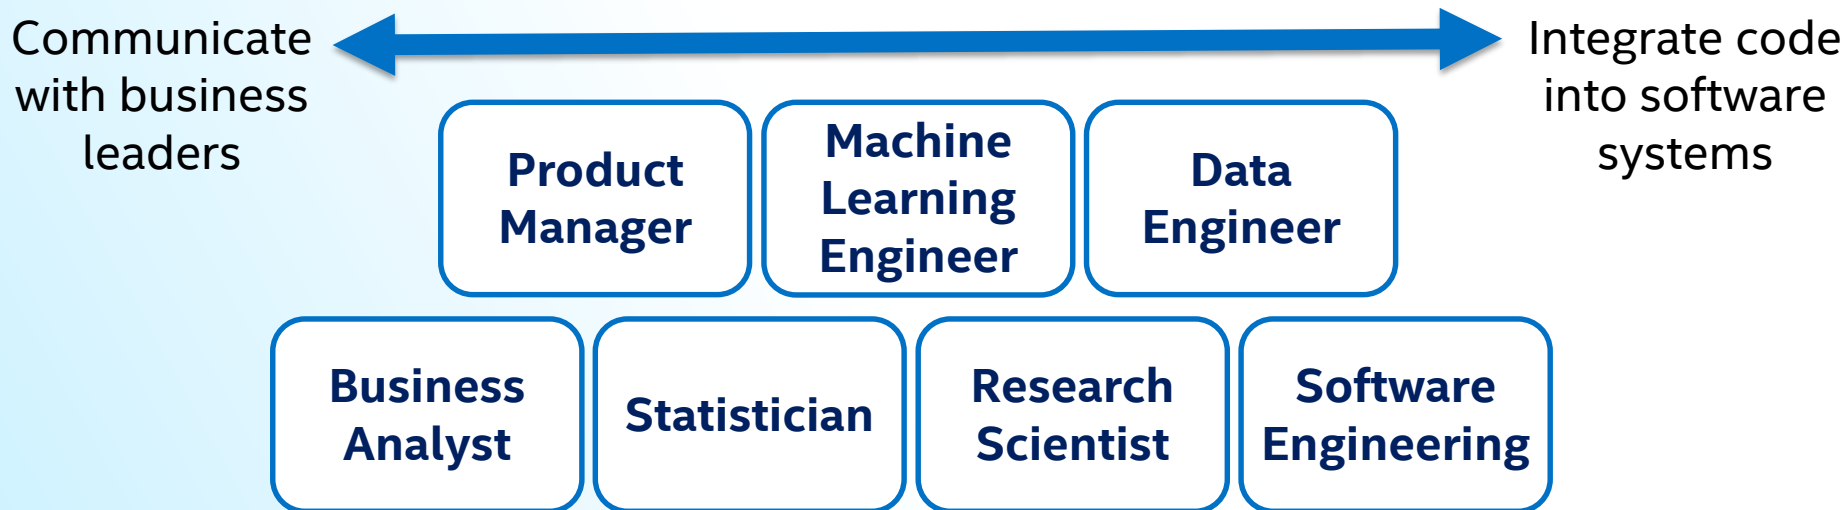 Communicate
with business
leaders
Integrate code
into software
systems
Product
Manager
Machine
Learning
Engineer
Data
Engineer
Business
Analyst
Statistician
Research
Scientist
Software
Engineering